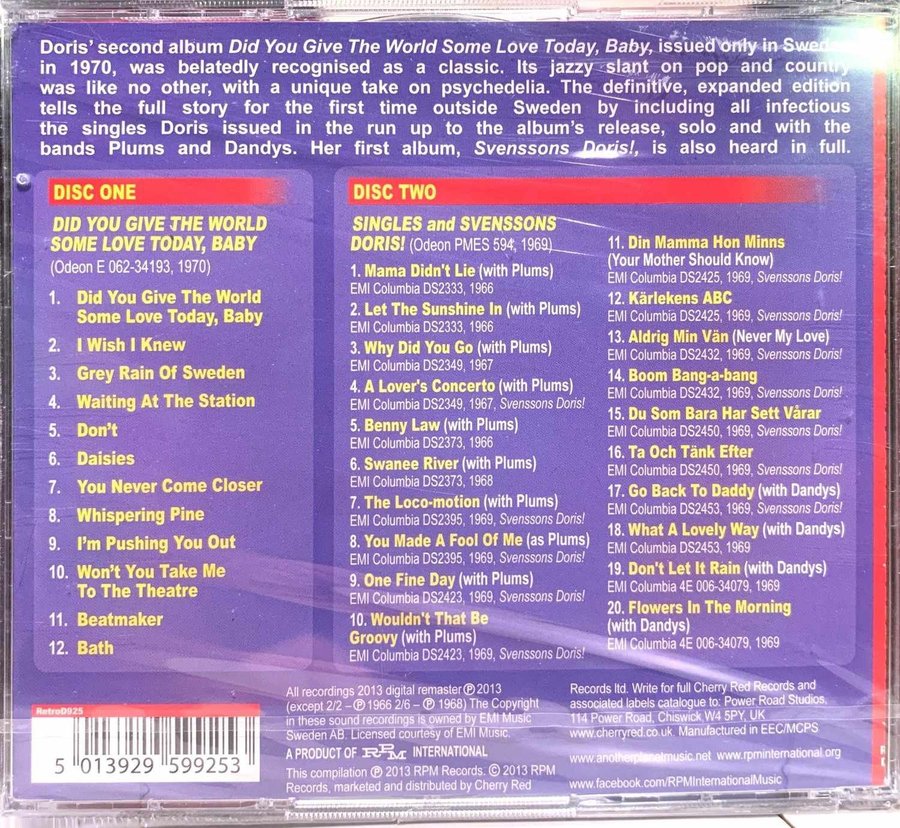 Doris' second album Did You Give The World Some Love Today, Baby, issued only in Sweden
in 1970, was belatedly recognised as a classic. Its jazzy slant on pop and country
was like no other, with a unique take on psychedelia. The definitive, expanded edition
tells the full story for the first time outside Sweden by including all infectious
the singles Doris issued in the run up to the album's release, solo and with the
bands Plums and Dandys. Her first album, Svenssons Doris!, is also heard in full.
DISC ONE
DID YOU GIVE THE WORLD
SOME LOVE TODAY, BABY
(Odeon E 062-34193, 1970)
1. Did You Give The World
Some Love Today, Baby
2. I Wish I Knew
3. Grey Rain Of Sweden
4. Waiting At The Station
5. Don't
6. Daisies
7. You Never Come Closer
8. Whispering Pine
9. I'm Pushing You Out
10. Won't You Take Me
To The Theatre
11. Beatmaker
12. Bath
DISC TWO
SINGLES and SVENSSONS
DORIS! (Odeon PMES 594, 1969)
1. Mama Didn't Lie (with Plums)
EMI Columbia DS2333, 1966
2. Let The Sunshine In (with Plums)
EMI Columbia DS2333, 1966
3. Why Did You Go (with Plums)
EMI Columbia DS2349, 1967
4. A Lover's Concerto (with Plums)
EMI Columbia DS2349, 1967, Svenssons Doris!
5. Benny Law (with Plums)
EMI Columbia DS2373, 1966
6. Swanee River (with Plums)
EMI Columbia DS2373, 1968
7. The Loco-motion (with Plums)
EMI Columbia DS2395, 1969, Svenssons Doris!
8. You Made A Fool Of Me (as Plums)
EMI Columbia DS2395, 1969, Svenssons Doris!
9. One Fine Day (with Plums)
EMI Columbia DS2423, 1969, Svenssons Doris!
10. Wouldn't That Be
Groovy (with Plums)
EMI Columbia DS2423, 1969, Svenssons Doris!
11. Din Mamma Hon Minns
(Your Mother Should Know)
EMI Columbia DS2425, 1969, Svenssons Doris!
12. Kärlekens ABC
EMI Columbia DS2425, 1969, Svenssons Doris!
13. Aldrig Min Vän (Never My Love)
EMI Columbia DS2432, 1969, Svenssons Doris!
14. Boom Bang-a-bang
EMI Columbia DS2432, 1969, Svenssons Doris!
15. Du Som Bara Har Sett Vårar
EMI Columbia DS2450, 1969, Svenssons Doris!
16. Ta Och Tänk Efter
EMI Columbia DS2450, 1969, Svenssons Doris!
17. Go Back To Daddy (with Dandys)
EMI Columbia DS2453, 1969, Svenssons Doris!
18. What A Lovely Way (with Dandys)
EMI Columbia DS2453, 1969
19. Don't Let It Rain (with Dandys)
EMI Columbia 4E 006-34079, 1969
20. Flowers In The Morning
(with Dandys)
EMI Columbia 4E 006-34079, 1969
RetroD925
5 013929 599253
All recordings 2013 digital remaster ℗ 2013
(except 2/2 – ℗ 1966 2/6 – ℗ 1968) The Copyright
in these sound recordings is owned by EMI Music
Sweden AB. Licensed courtesy of EMI Music.
A PRODUCT OF RPM INTERNATIONAL
This compilation ℗ 2013 RPM Records. © 2013 RPM
Records, marketed and distributed by Cherry Red
Records ltd. Write for full Cherry Red Records and
associated labels catalogue to: Power Road Studios,
114 Power Road, Chiswick W4 5PY, UK
www.cherryred.co.uk. Manufactured in EEC/MCPS
www.anotherplanetmusic.net www.rpminternational.org
www.facebook.com/RPMInternationalMusic